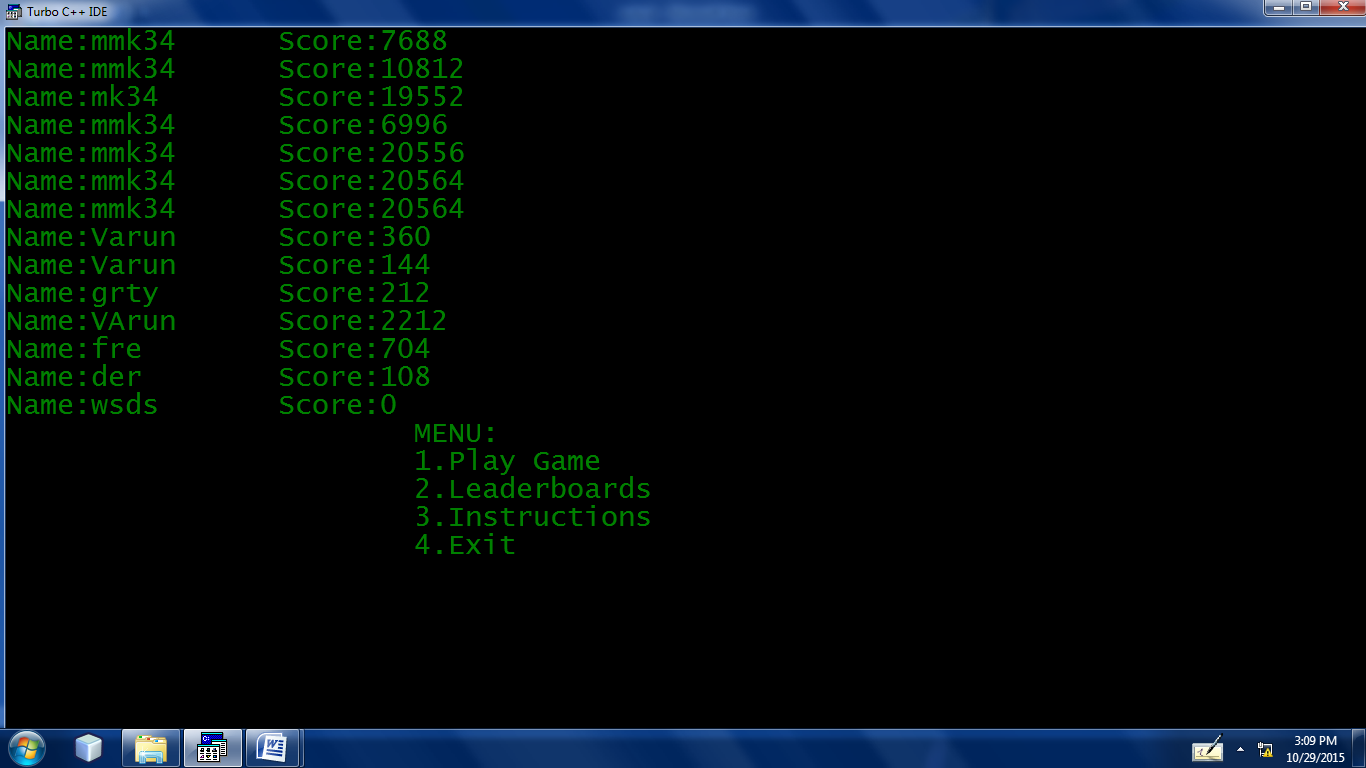 Turbo C++ IDE
Name:mmk34 Score:7688
Name:mmk34 Score:10812
Name:mk34 Score:19552
Name:mmk34 Score:6996
Name:mmk34 Score:20556
Name:mmk34 Score:20564
Name:mmk34 Score:20564
Name:Varun Score:360
Name:Varun Score:144
Name:grty Score:212
Name:VArun Score:2212
Name:fre Score:704
Name:der Score:108
Name:wsds Score:0
MENU:
1.Play Game
2.Leaderboards
3.Instructions
4.Exit
3:09 PM
10/29/2015